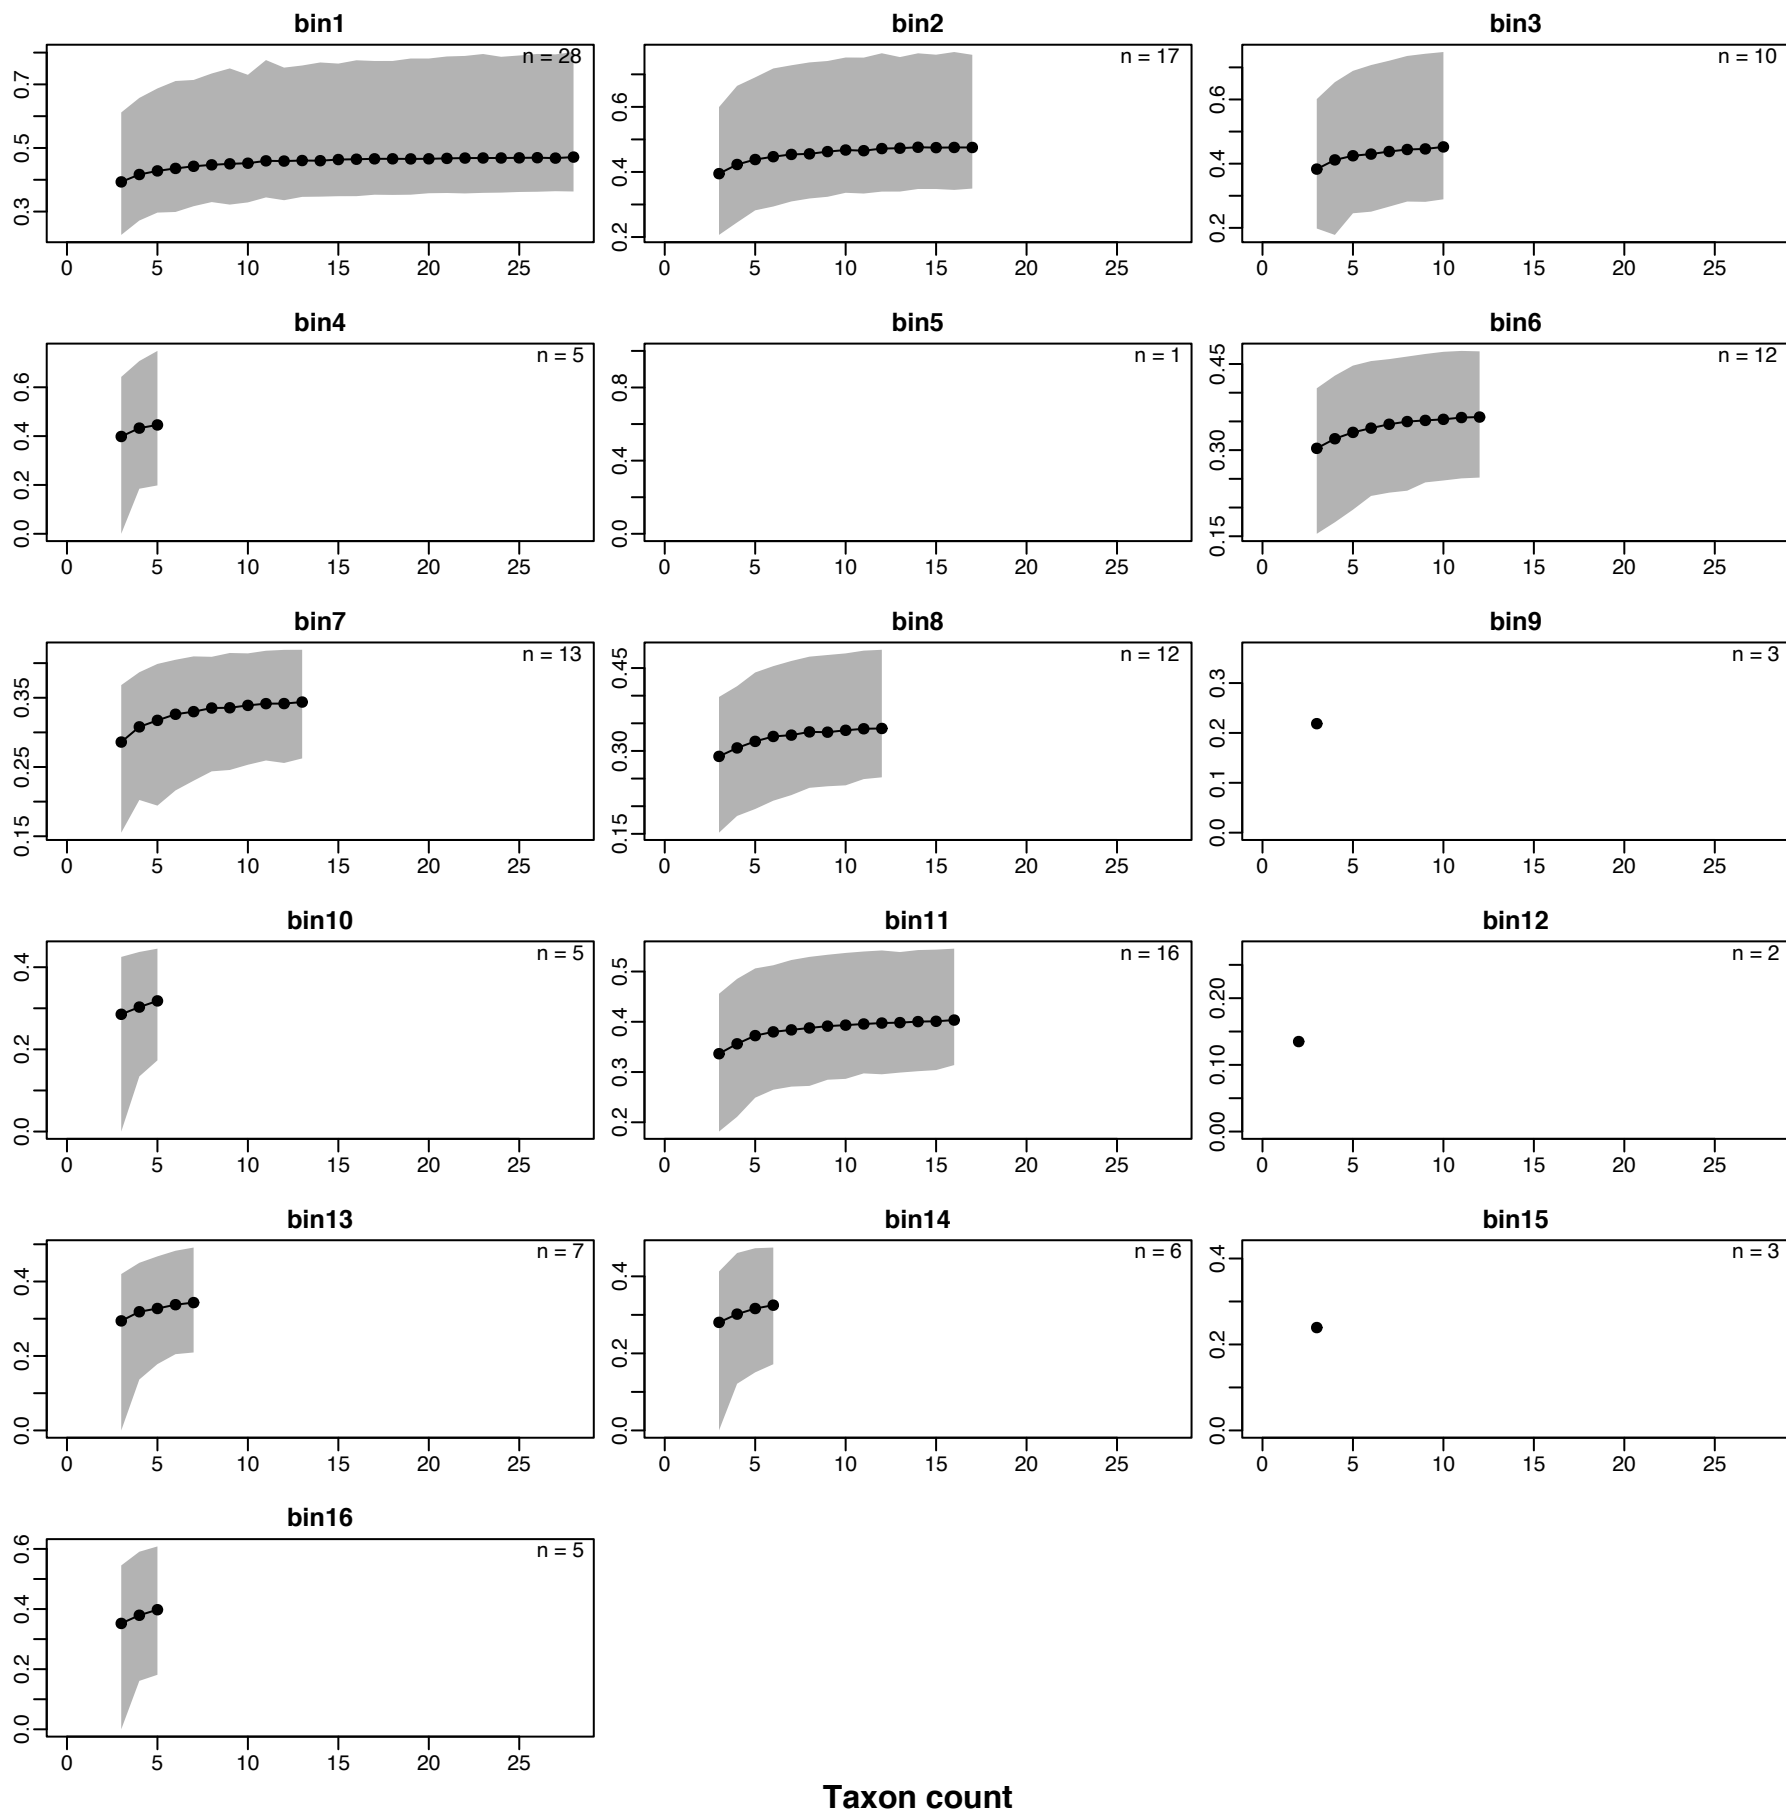 bin1
n = 28
0.3 0.5 0.7
0 5 10 15 20 25
bin2
n = 17
0.2 0.4 0.6
0 5 10 15 20 25
bin3
n = 10
0.2 0.4 0.6
0 5 10 15 20 25
bin4
n = 5
0.0 0.2 0.4 0.6
0 5 10 15 20 25
bin5
n = 1
0.0 0.4 0.8
0 5 10 15 20 25
bin6
n = 12
0.15 0.30 0.45
0 5 10 15 20 25
bin7
n = 13
0.15 0.25 0.35
0 5 10 15 20 25
bin8
n = 12
0.15 0.30 0.45
0 5 10 15 20 25
bin9
n = 3
0.0 0.1 0.2 0.3
0 5 10 15 20 25
bin10
n = 5
0.0 0.2 0.4
0 5 10 15 20 25
bin11
n = 16
0.2 0.3 0.4 0.5
0 5 10 15 20 25
bin12
n = 2
0.00 0.10 0.20
0 5 10 15 20 25
bin13
n = 7
0.0 0.2 0.4
0 5 10 15 20 25
bin14
n = 6
0.0 0.2 0.4
0 5 10 15 20 25
bin15
n = 3
0.0 0.2 0.4
0 5 10 15 20 25
bin16
n = 5
0.0 0.2 0.4 0.6
0 5 10 15 20 25
Taxon count